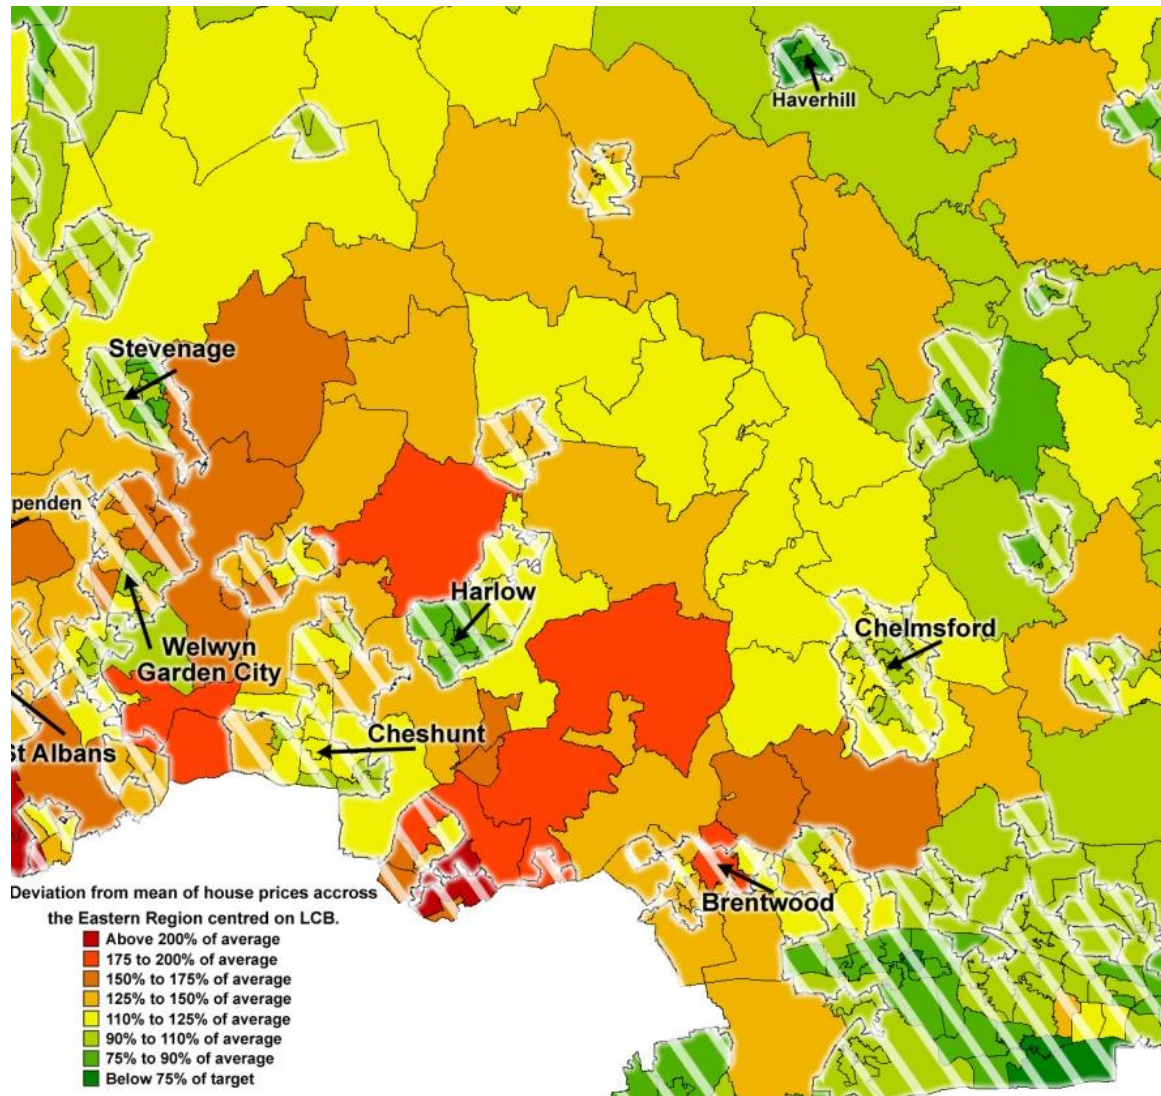 Haverhill
Stevenage
penden
Harlow
Welwyn
Garden City
Chelmsford
Cheshunt
St Albans
Brentwood
Deviation from mean of house prices accross
the Eastern Region centred on LCB.
Above 200% of average
175 to 200% of average
150% to 175% of average
125% to 150% of average
110% to 125% of average
90% to 110% of average
75% to 90% of average
Below 75% of target